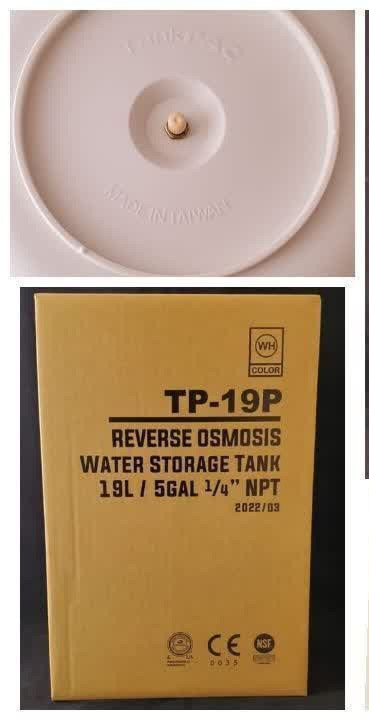 TankPAC
MADE IN TAIWAN
WH
COLOR
TP-19P
REVERSE OSMOSIS
WATER STORAGE TANK
19L / 5GAL 1/4" NPT
2022/03
CE
0035
NSF